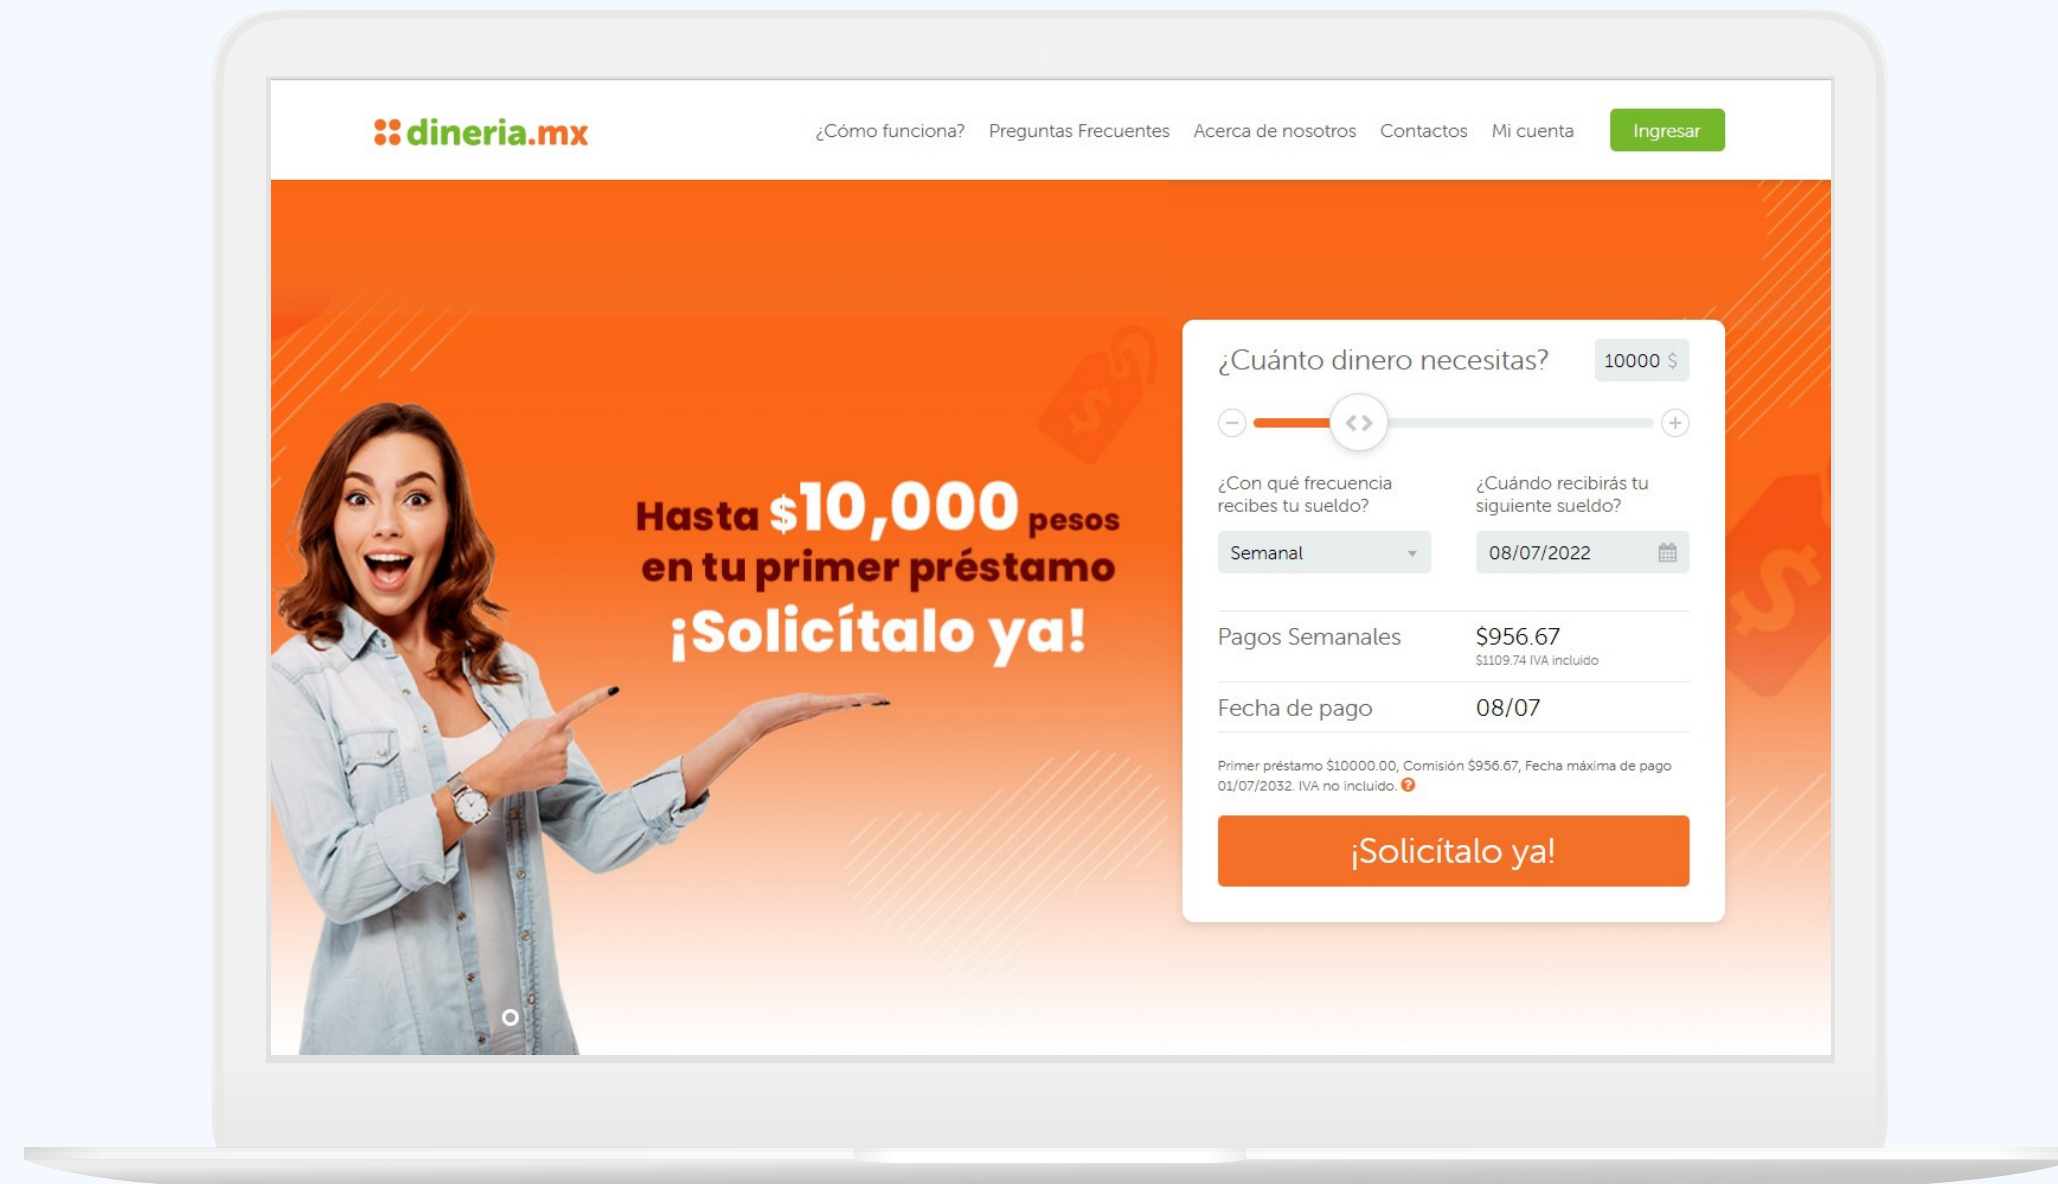 dineria.mx
¿Cómo funciona? Preguntas Frecuentes Acerca de nosotros Contactos Mi cuenta Ingresar
Hasta $10,000 pesos
en tu primer préstamo
¡Solicítalo ya!
¿Cuánto dinero necesitas? 10000 $
¿Con qué frecuencia
recibes tu sueldo?
Semanal
¿Cuándo recibirás tu
siguiente sueldo?
08/07/2022
Pagos Semanales $956.67
$1109.74 IVA incluido
Fecha de pago 08/07
Primer préstamo $10000.00, Comisión $956.67, Fecha máxima de pago
01/07/2032. IVA no incluido. ?
¡Solicítalo ya!